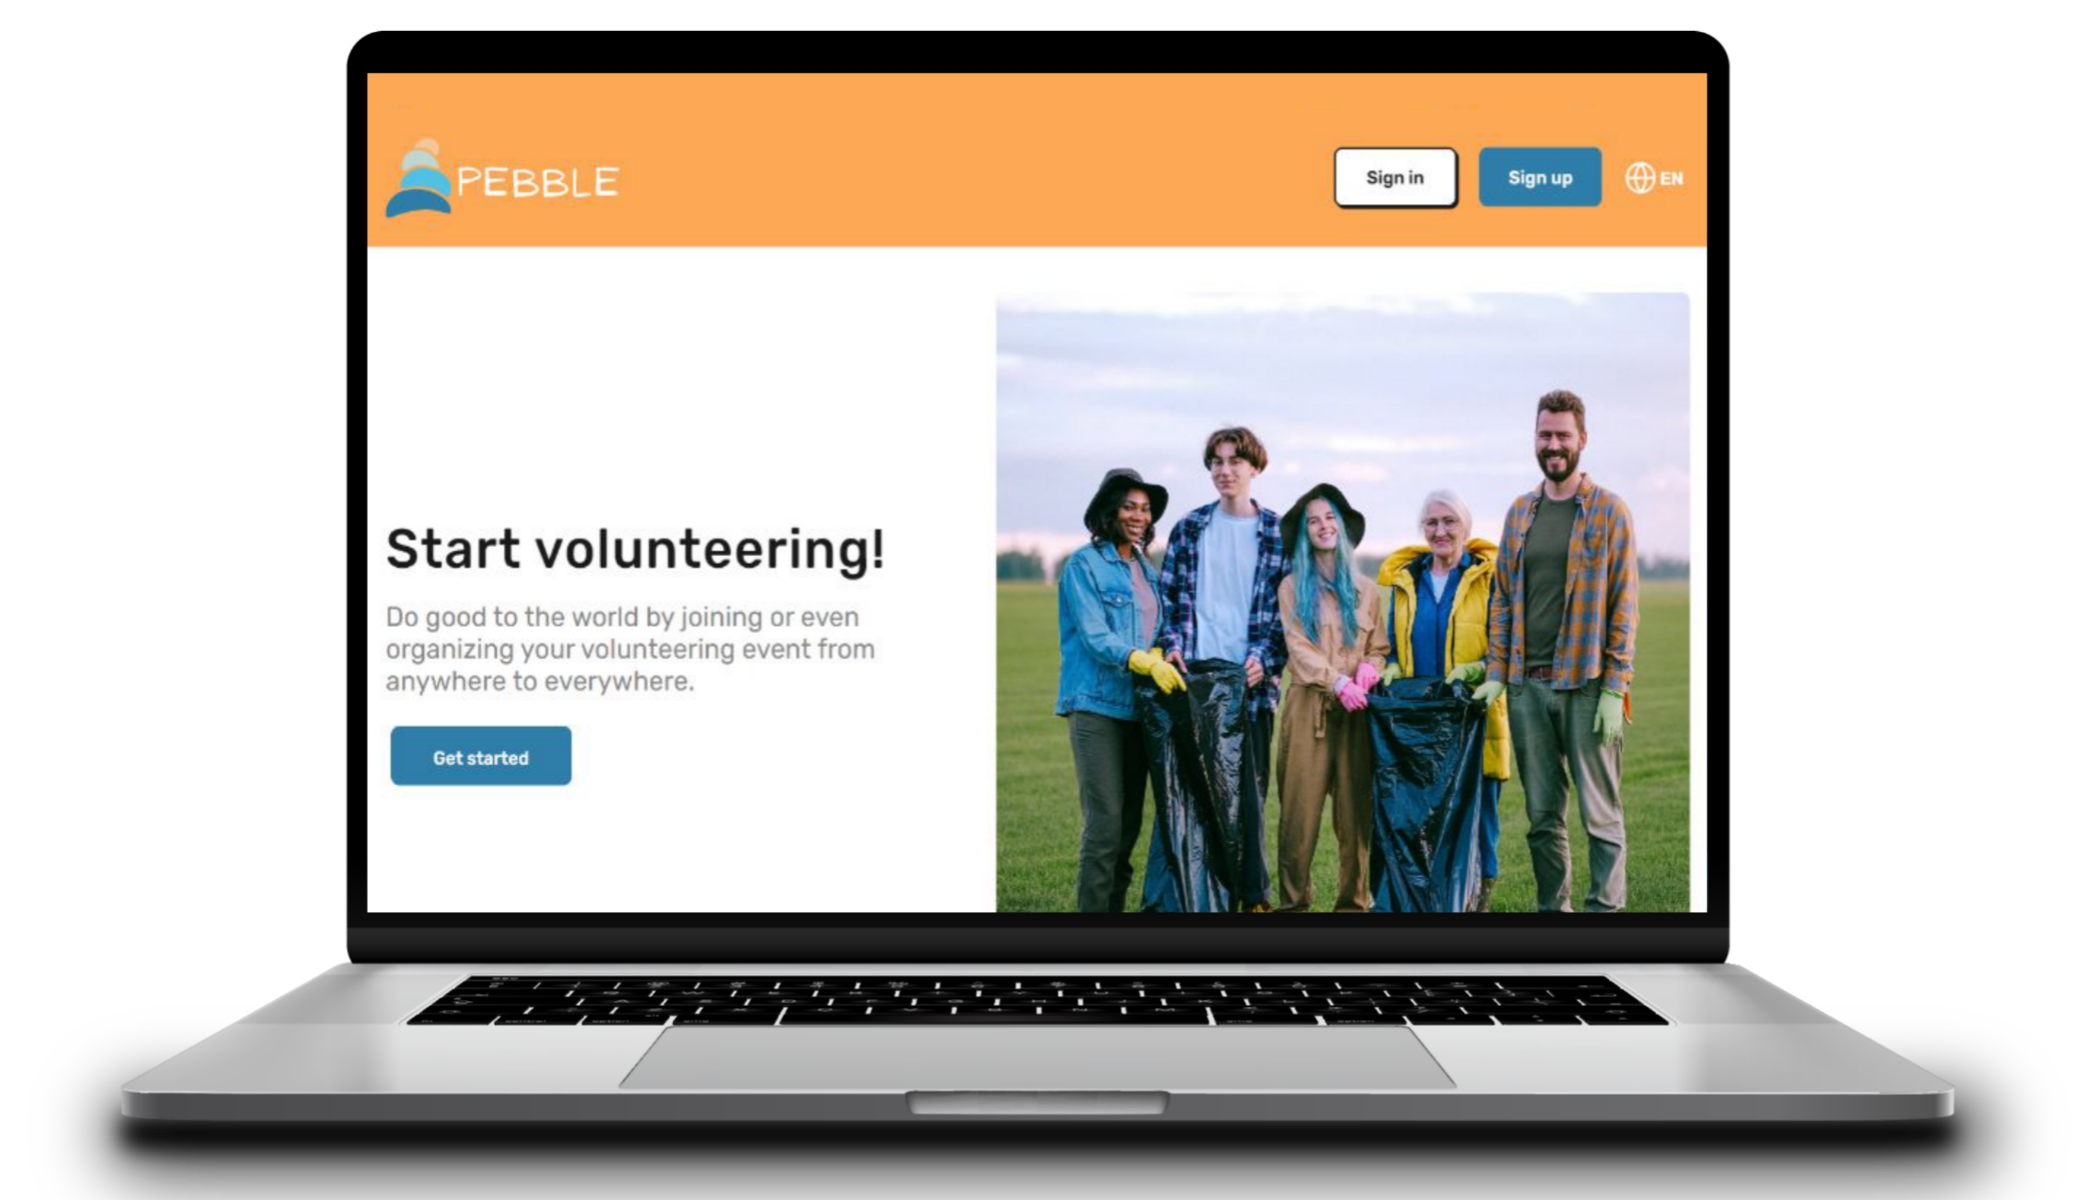 PEBBLE
Sign in
Sign up
EN
Start volunteering!
Do good to the world by joining or even
organizing your volunteering event from
anywhere to everywhere.
Get started